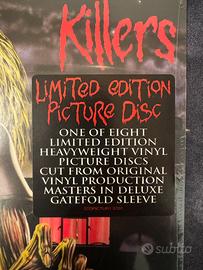 Killers
LIMITED EDITION
PICTURE DISC
ONE OF EIGHT
LIMITED EDITION
HEAVYWEIGHT VINYL
PICTURE DISCS
CUT FROM ORIGINAL
VINYL PRODUCTION
MASTERS IN DELUXE
GATEFOLD SLEEVE
subito